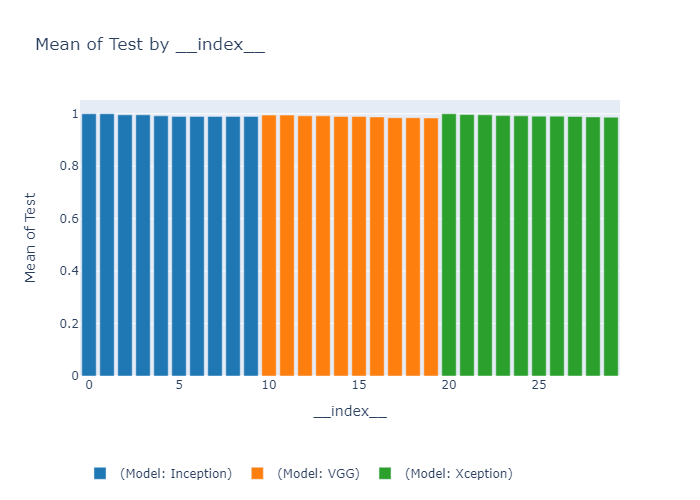 Mean of Test by __index__
Mean of Test
1
0.8
0.6
0.4
0.2
0
0 5 10 15 20 25
__index__
(Model: Inception) (Model: VGG) (Model: Xception)